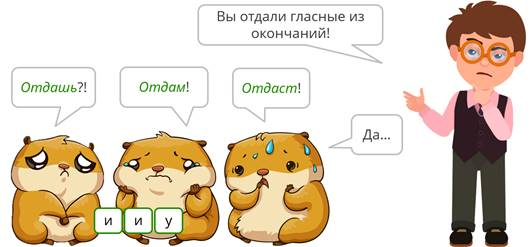 Вы отдали гласные из
окончаний!
Отдашь?!
Отдам!
Отдаст!
Да...
и и у